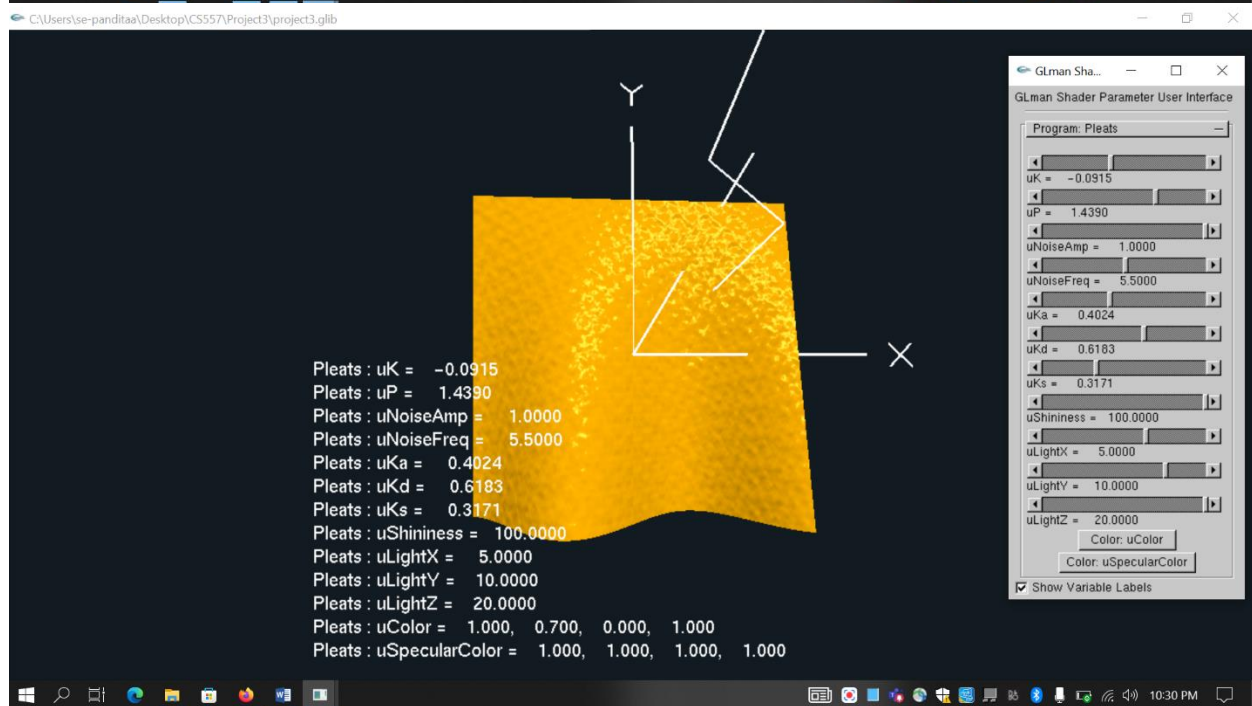 C:\Users\se-panditaa\Desktop\CS557\Project3\project3.glib
Y
X
Pleats : uK = -0.0915
Pleats : uP = 1.4390
Pleats : uNoiseAmp = 1.0000
Pleats : uNoiseFreq = 5.5000
Pleats : uKa = 0.4024
Pleats : uKd = 0.6183
Pleats : uKs = 0.3171
Pleats : uShininess = 100.0000
Pleats : uLightX = 5.0000
Pleats : uLightY = 10.0000
Pleats : uLightZ = 20.0000
Pleats : uColor = 1.000, 0.700, 0.000, 1.000
Pleats : uSpecularColor = 1.000, 1.000, 1.000, 1.000
GLman Sha...
GLman Shader Parameter User Interface
Program: Pleats
uK = -0.0915
uP = 1.4390
uNoiseAmp = 1.0000
uNoiseFreq = 5.5000
uKa = 0.4024
uKd = 0.6183
uKs = 0.3171
uShininess = 100.0000
uLightX = 5.0000
uLightY = 10.0000
uLightZ = 20.0000
Color: uColor
Color: uSpecularColor
Show Variable Labels
10:30 PM